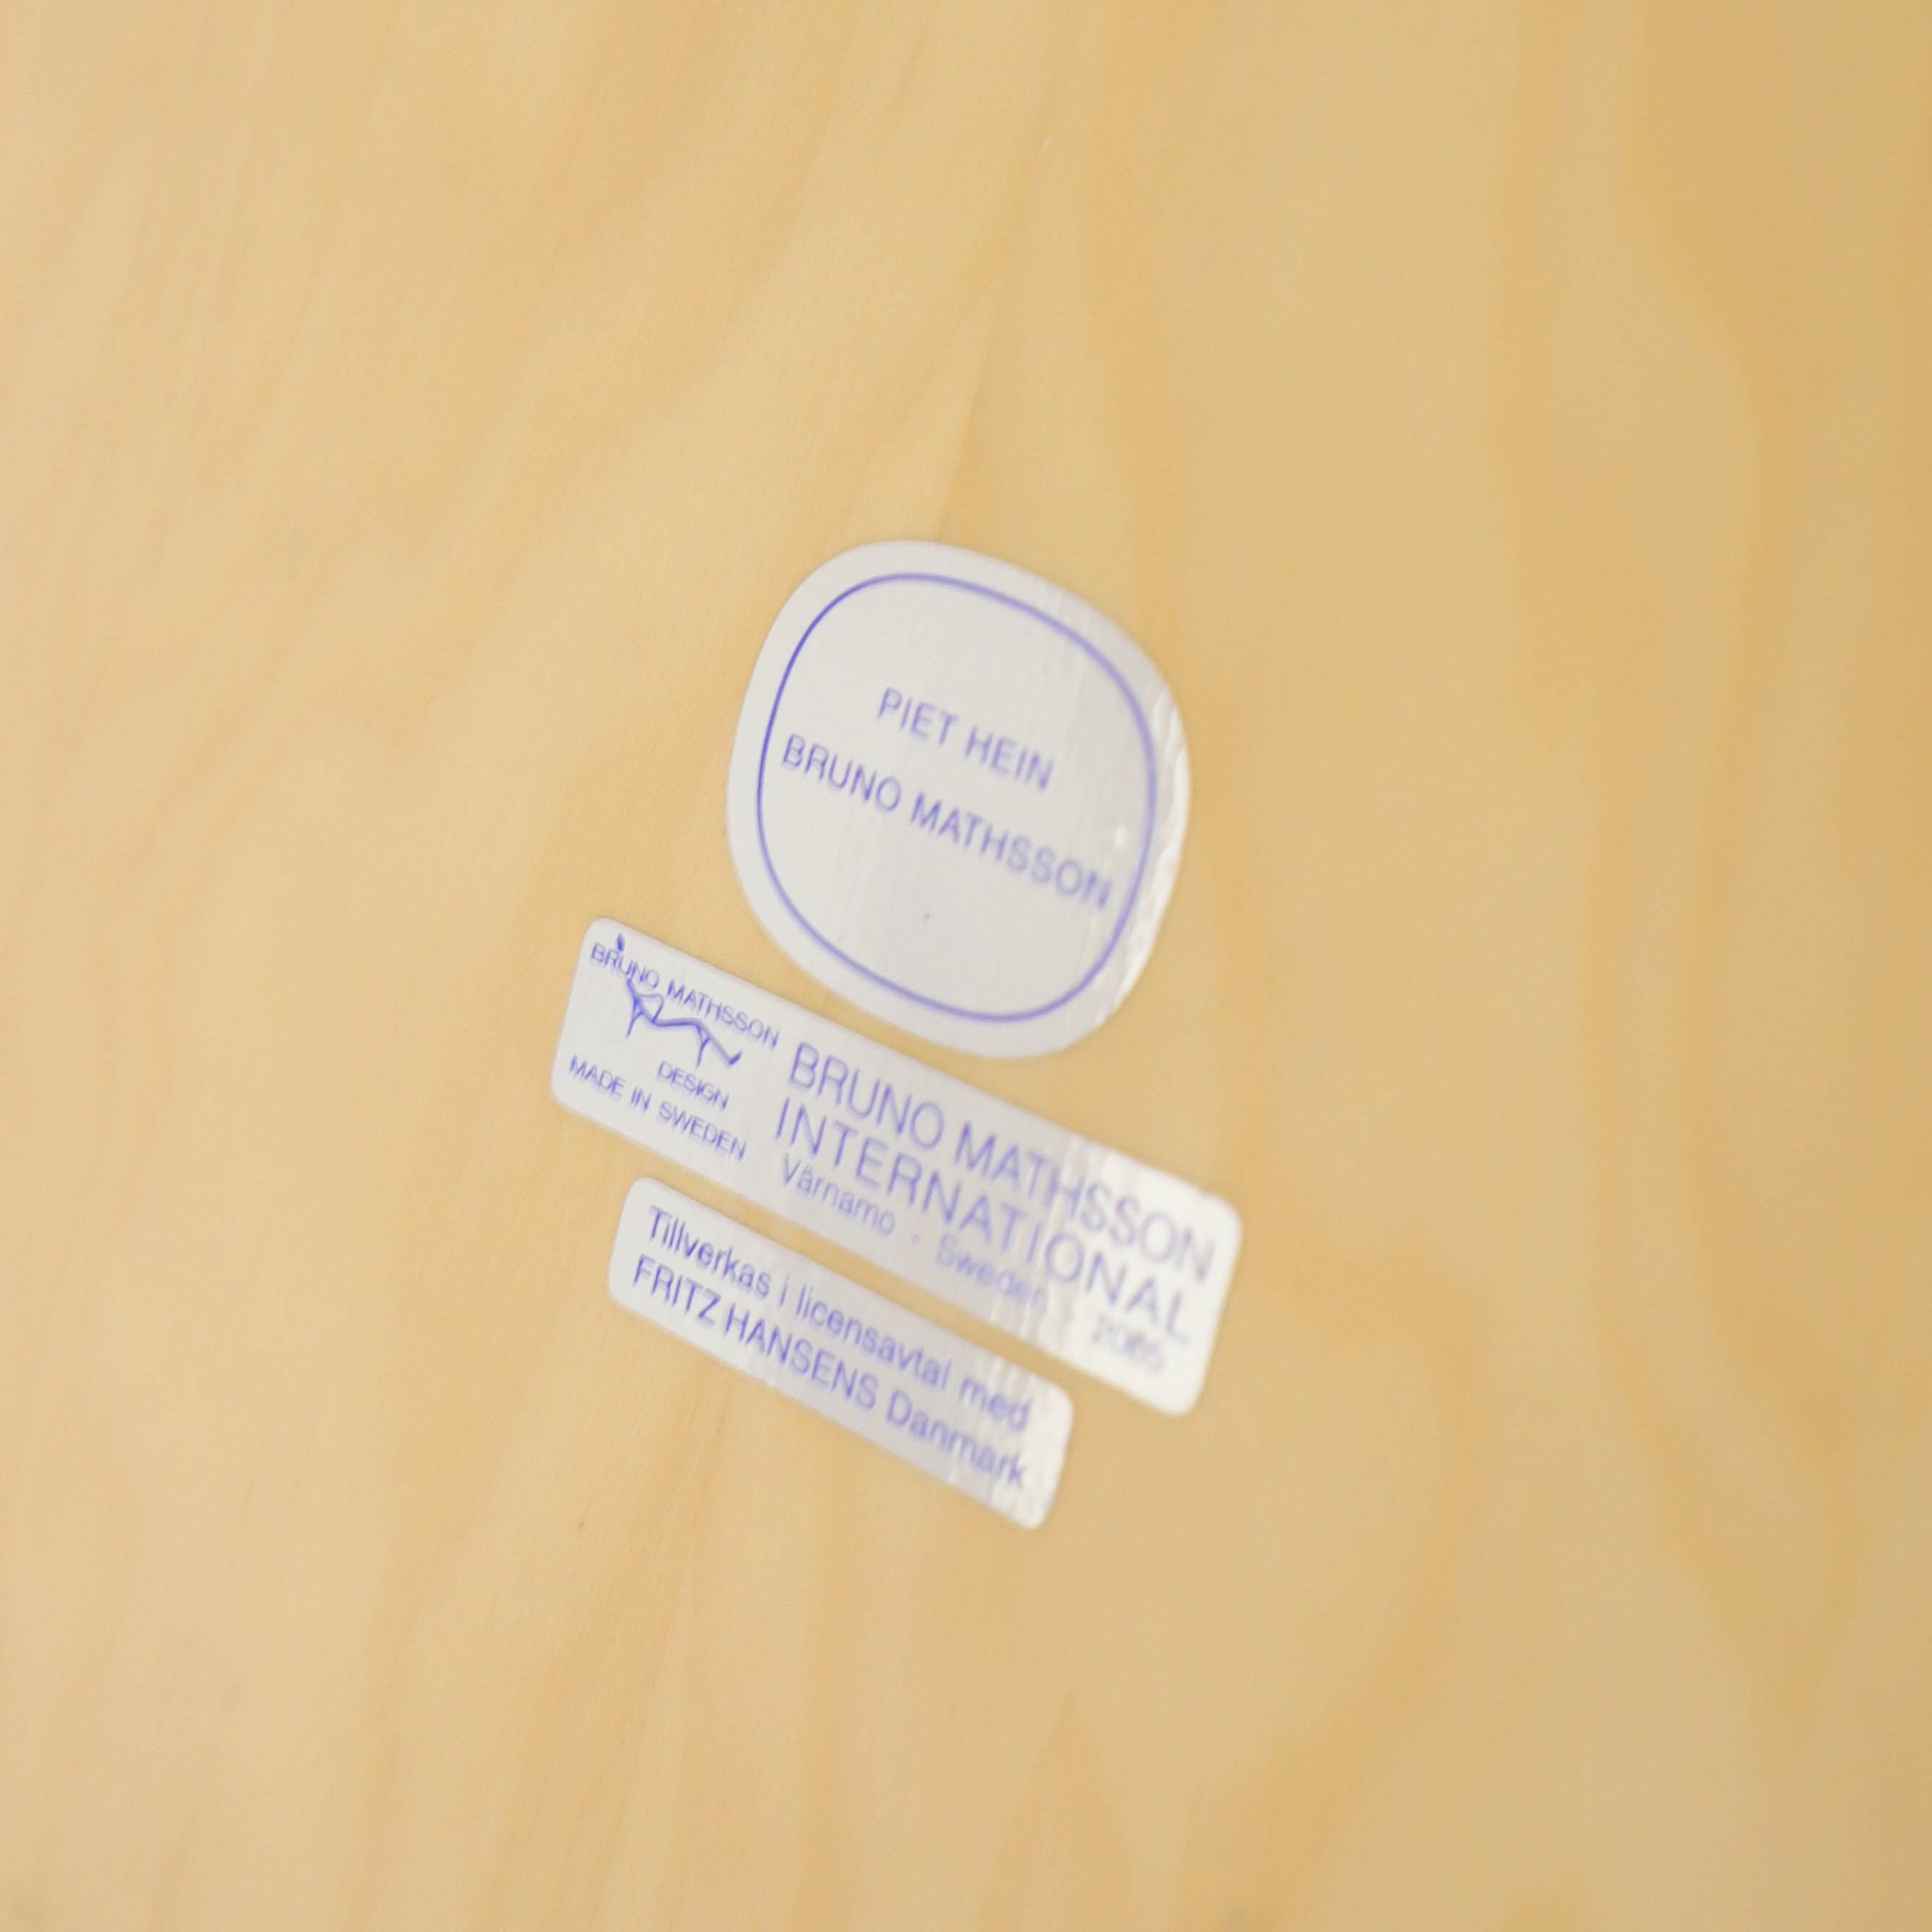 PIET HEIN
BRUNO MATHSSON
BRUNO MATHSSON
DESIGN
MADE IN SWEDEN
BRUNO MATHSSON
INTERNATIONAL
Värnamo · Sweden
Tillverkas i licensavtal med
FRITZ HANSENS Danmark